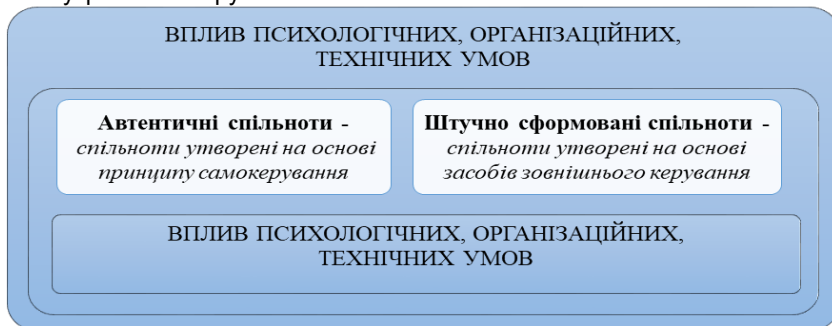 ВПЛИВ ПСИХОЛОГІЧНИХ, ОРГАНІЗАЦІЙНИХ,
ТЕХНІЧНИХ УМОВ
Автентичні спільноти -
спільноти утворені на основі
принципу самокерування
Штучно сформовані спільноти -
спільноти утворені на основі
засобів зовнішнього керування
ВПЛИВ ПСИХОЛОГІЧНИХ, ОРГАНІЗАЦІЙНИХ,
ТЕХНІЧНИХ УМОВ